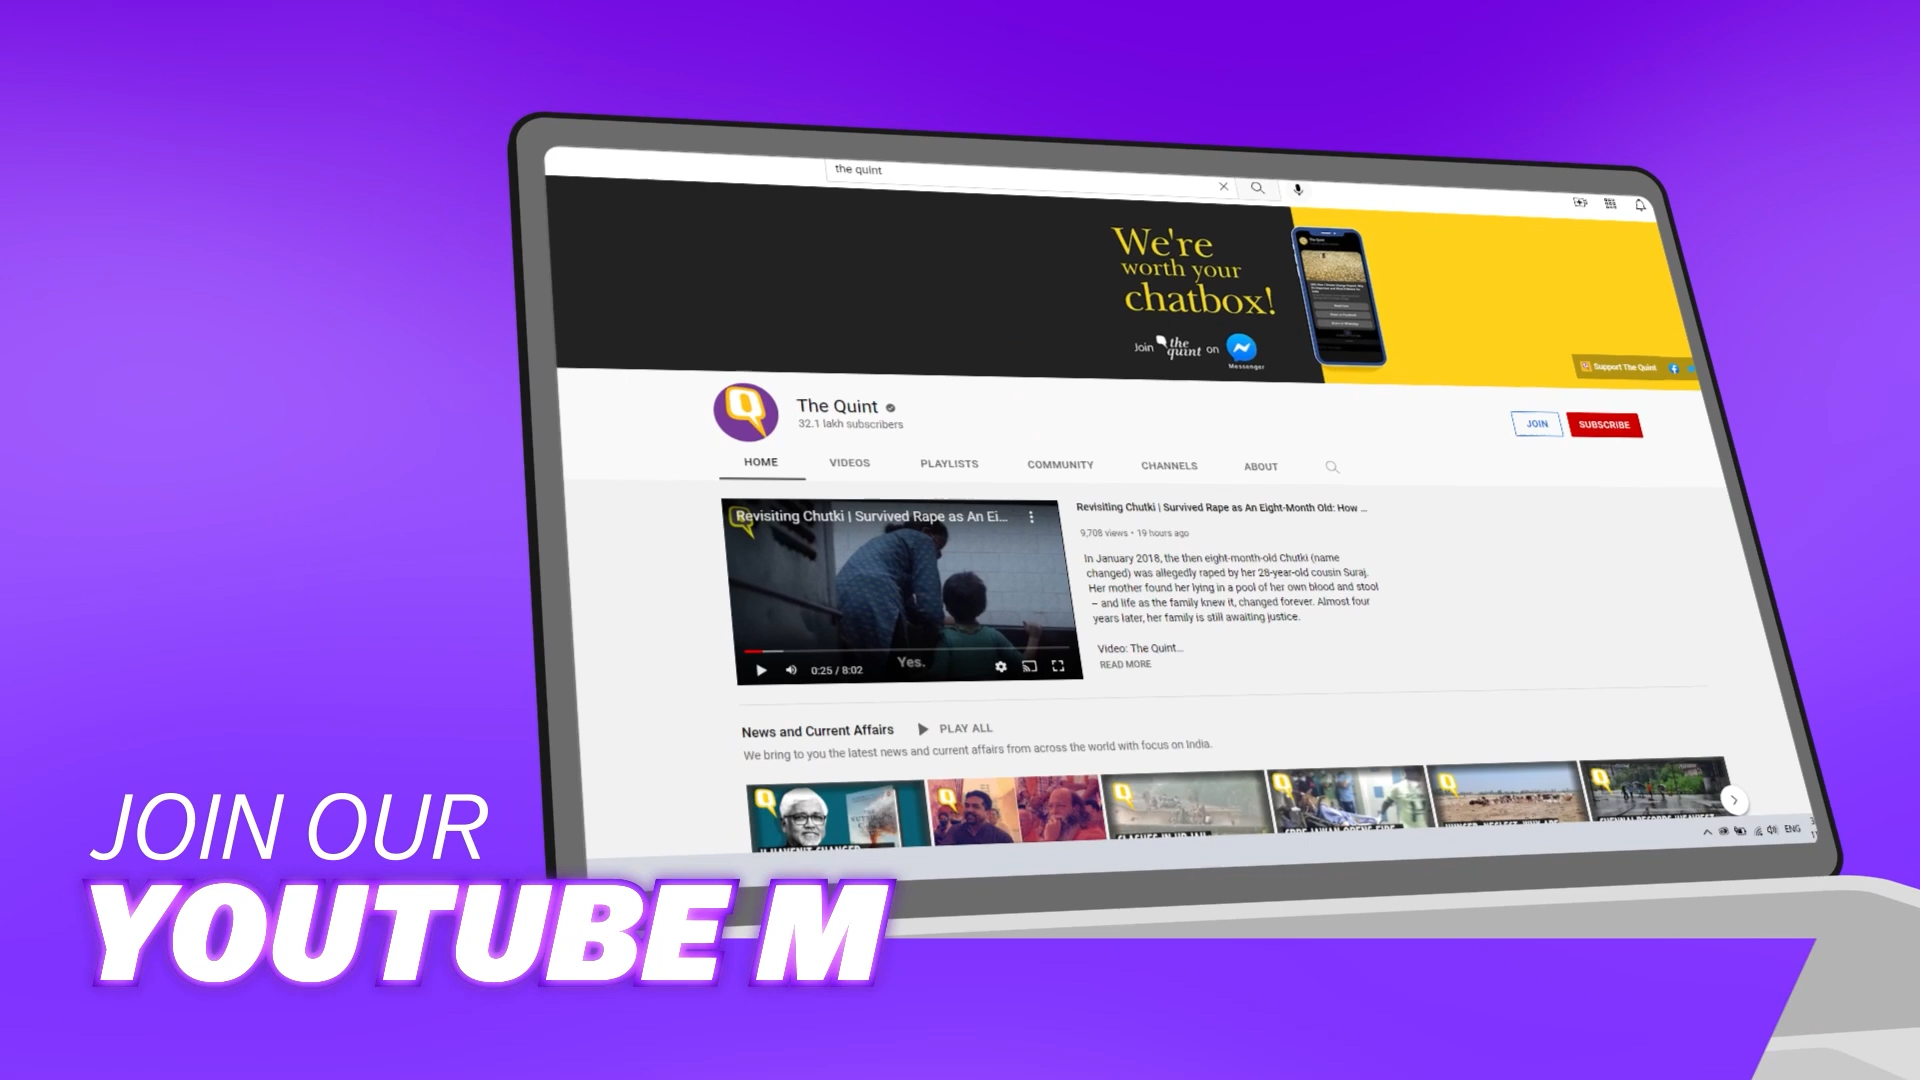 the quint
We're
worth your
chatbox!
Join the quint on
Messenger
Support The Quint
The Quint
32.1 lakh subscribers
JOIN
SUBSCRIBE
HOME
VIDEOS
PLAYLISTS
COMMUNITY
CHANNELS
ABOUT
Revisiting Chutki | Survived Rape as An Ei...
Yes.
0:25 / 8:02
Revisiting Chutki | Survived Rape as An Eight-Month Old: How ...
9,708 views • 19 hours ago
In January 2018, the then eight-month-old Chutki (name
changed) was allegedly raped by her 28-year-old cousin Suraj.
Her mother found her lying in a pool of her own blood and stool
– and life as the family knew it, changed forever. Almost four
years later, her family is still awaiting justice.
Video: The Quint...
READ MORE
News and Current Affairs
PLAY ALL
We bring to you the latest news and current affairs from across the world with focus on India.
ENG
JOIN OUR
YOUTUBE M